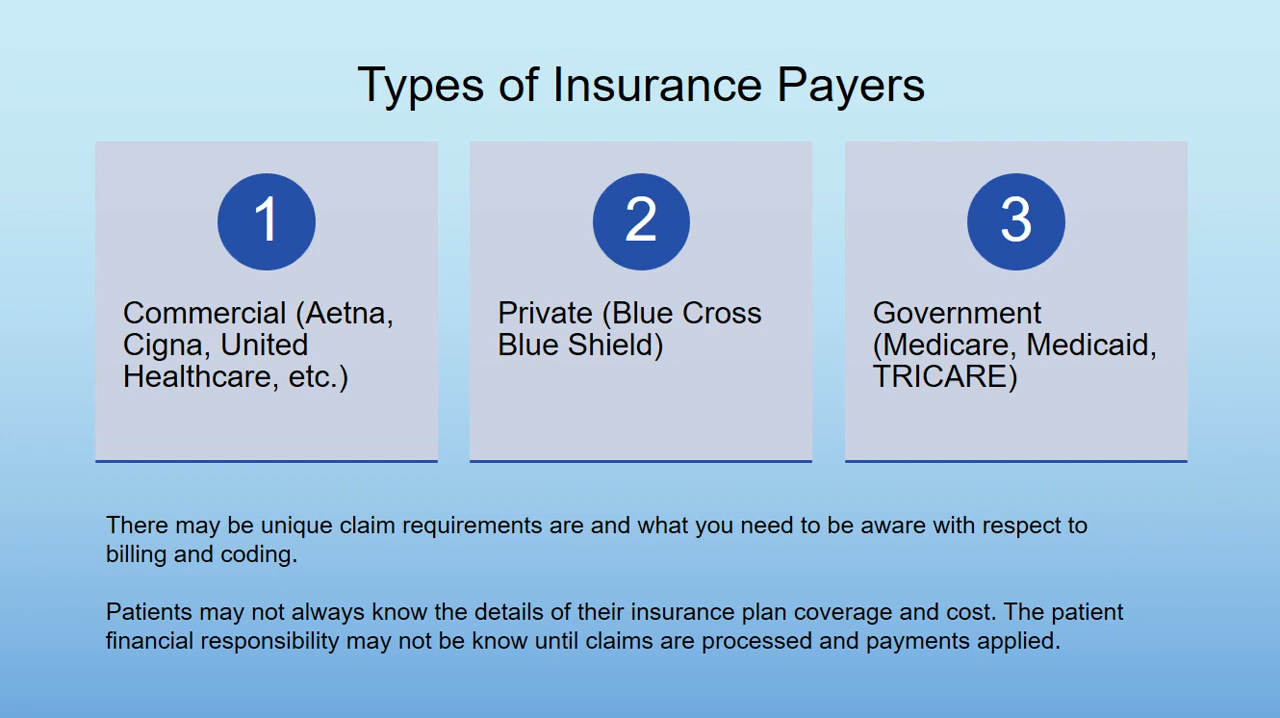 Types of Insurance Payers
1
Commercial (Aetna,
Cigna, United
Healthcare, etc.)
2
Private (Blue Cross
Blue Shield)
3
Government
(Medicare, Medicaid,
TRICARE)
There may be unique claim requirements are and what you need to be aware with respect to
billing and coding.
Patients may not always know the details of their insurance plan coverage and cost. The patient
financial responsibility may not be know until claims are processed and payments applied.